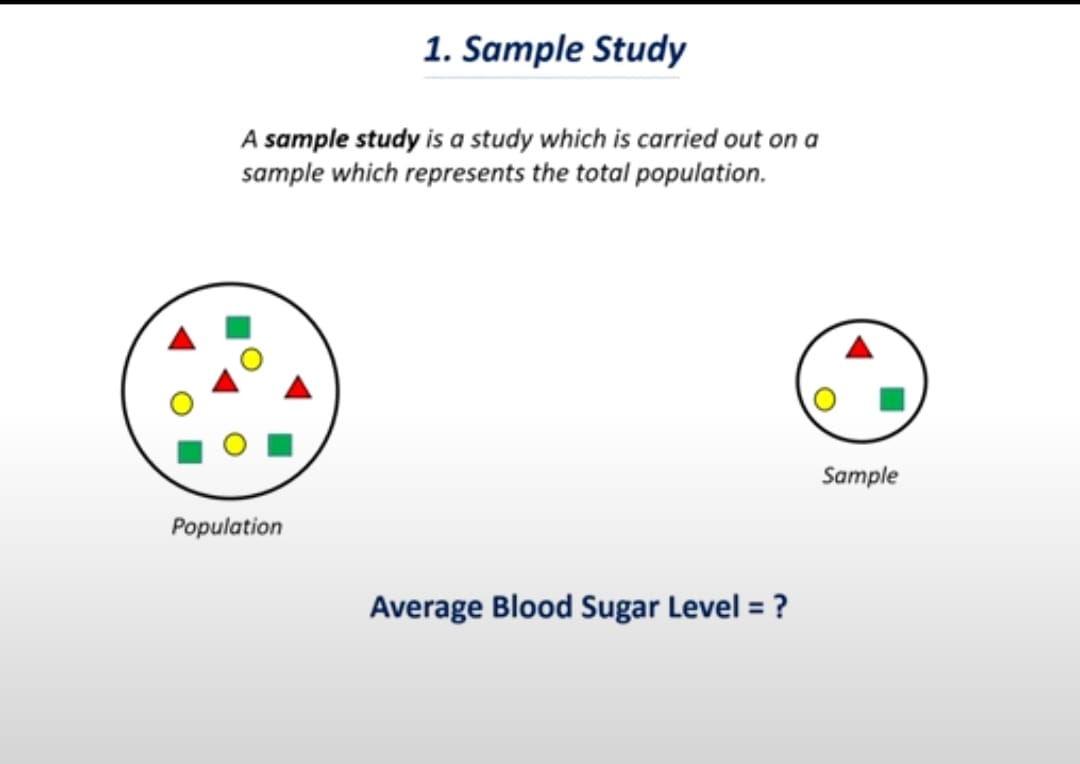 1. Sample Study
A sample study is a study which is carried out on a
sample which represents the total population.
Sample
Population
Average Blood Sugar Level = ?